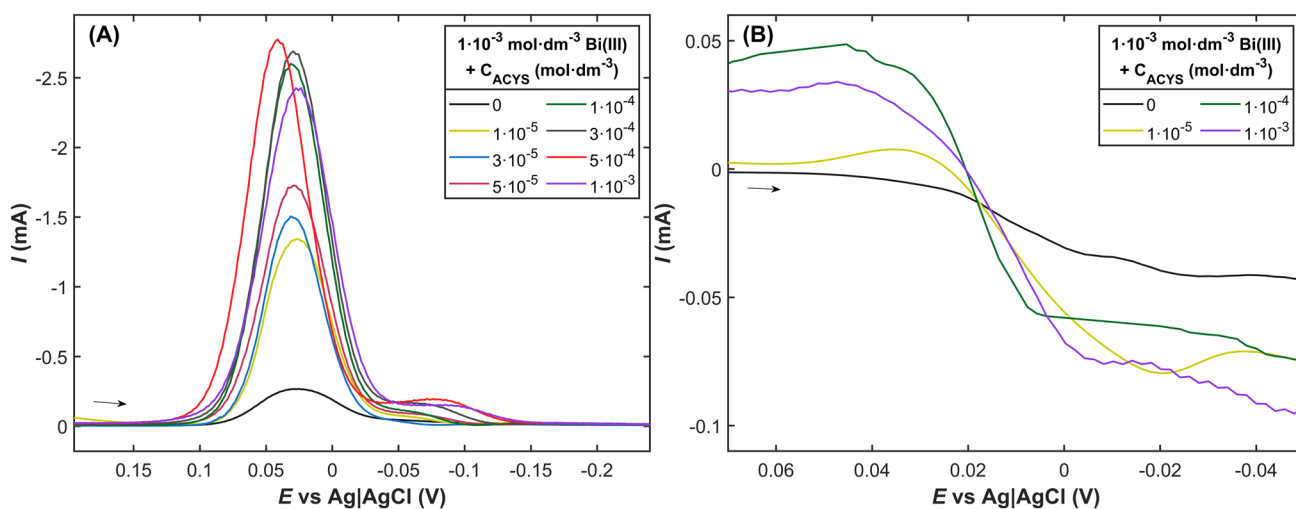 (A)
1·10⁻³ mol·dm⁻³ Bi(III)
+ C_ACYS (mol·dm⁻³)
0 1·10⁻⁴
1·10⁻⁵ 3·10⁻⁴
3·10⁻⁵ 5·10⁻⁴
5·10⁻⁵ 1·10⁻³
-2.5
-2
-1.5
-1
-0.5
0
I (mA)
0.15 0.1 0.05 0 -0.05 -0.1 -0.15 -0.2
E vs Ag|AgCl (V)
(B)
1·10⁻³ mol·dm⁻³ Bi(III)
+ C_ACYS (mol·dm⁻³)
0 1·10⁻⁴
1·10⁻⁵ 1·10⁻³
0.05
0
-0.05
-0.1
I (mA)
0.06 0.04 0.02 0 -0.02 -0.04
E vs Ag|AgCl (V)